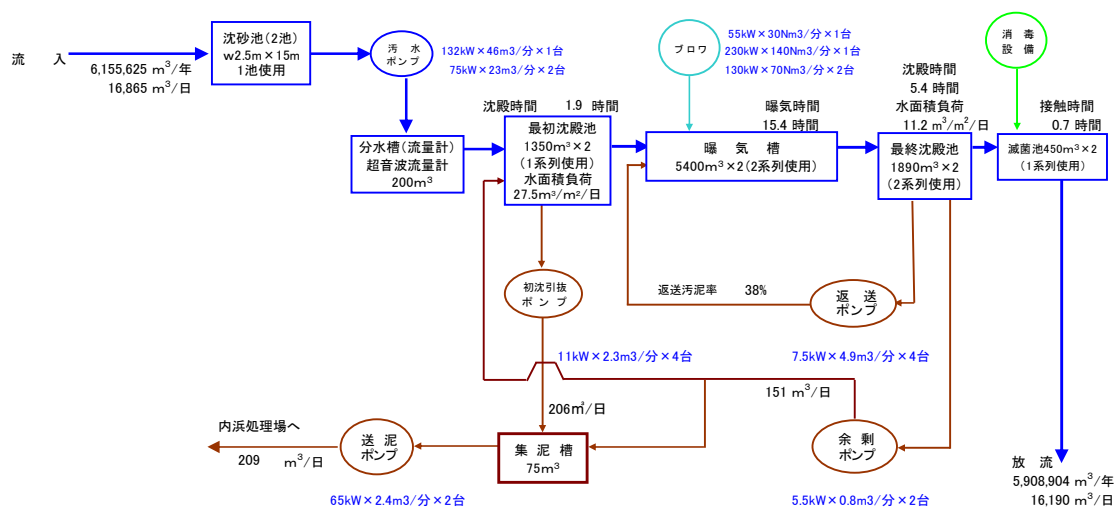 流　入
6,155,625 m³/年
16,865 m³/日
沈砂池(2池)
w2.5m×15m
1池使用
汚 水
ポンプ
132kW×46m3/分×1台
75kW×23m3/分×2台
分水槽(流量計)
超音波流量計
200m³
沈殿時間　1.9 時間
最初沈殿池
1350m³×2
(1系列使用)
水面積負荷
27.5m³/m²/日
ブロワ
55kW×30Nm3/分×1台
230kW×140Nm3/分×1台
130kW×70Nm3/分×2台
曝気時間
15.4 時間
曝 気 槽
5400m³×2(2系列使用)
沈殿時間
5.4 時間
水面積負荷
11.2 m³/m²/日
最終沈殿池
1890m³×2
(2系列使用)
消 毒
設 備
接触時間
0.7 時間
滅菌池450m³×2
(1系列使用)
初沈引抜
ポ ン プ
返送汚泥率　38%
返 送
ポンプ
11kW×2.3m3/分×4台
7.5kW×4.9m3/分×4台
151 m³/日
206㎥/日
内浜処理場へ
209　m³/日
送 泥
ポンプ
集 泥 槽
75m³
余 剰
ポンプ
65kW×2.4m3/分×2台
5.5kW×0.8m3/分×2台
放 流
5,908,904 m³/年
16,190 m³/日